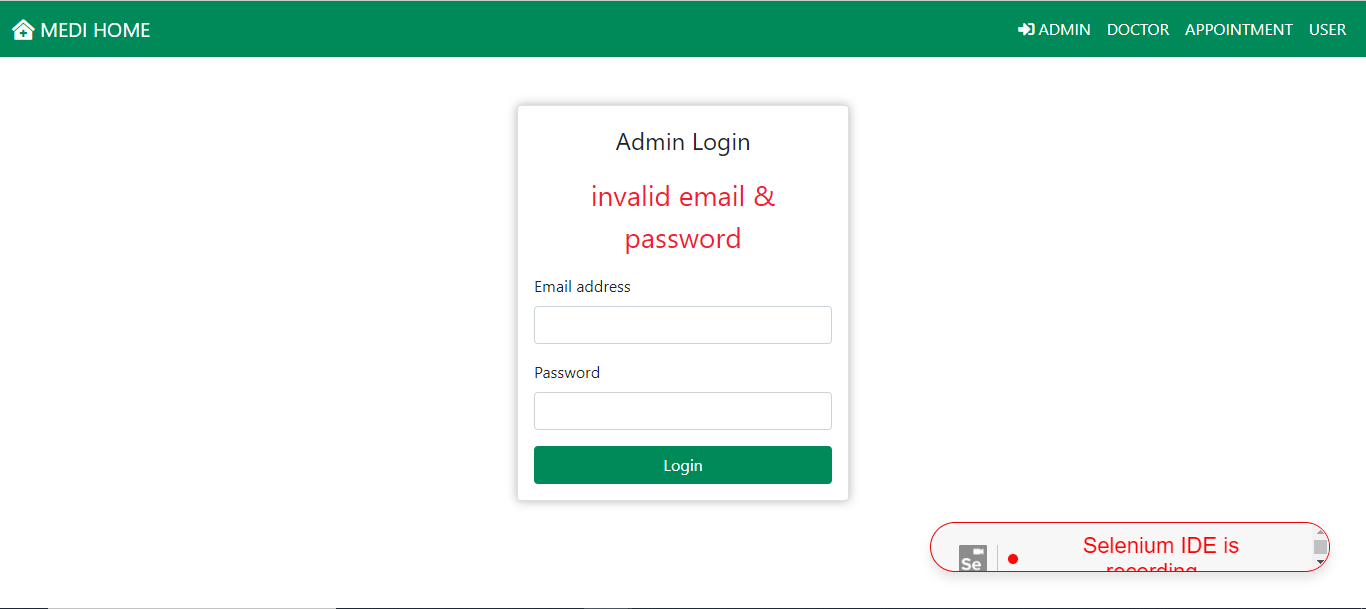 MEDI HOME
ADMIN DOCTOR APPOINTMENT USER
Admin Login
invalid email &
password
Email address
Password
Login
Se
Selenium IDE is
recording